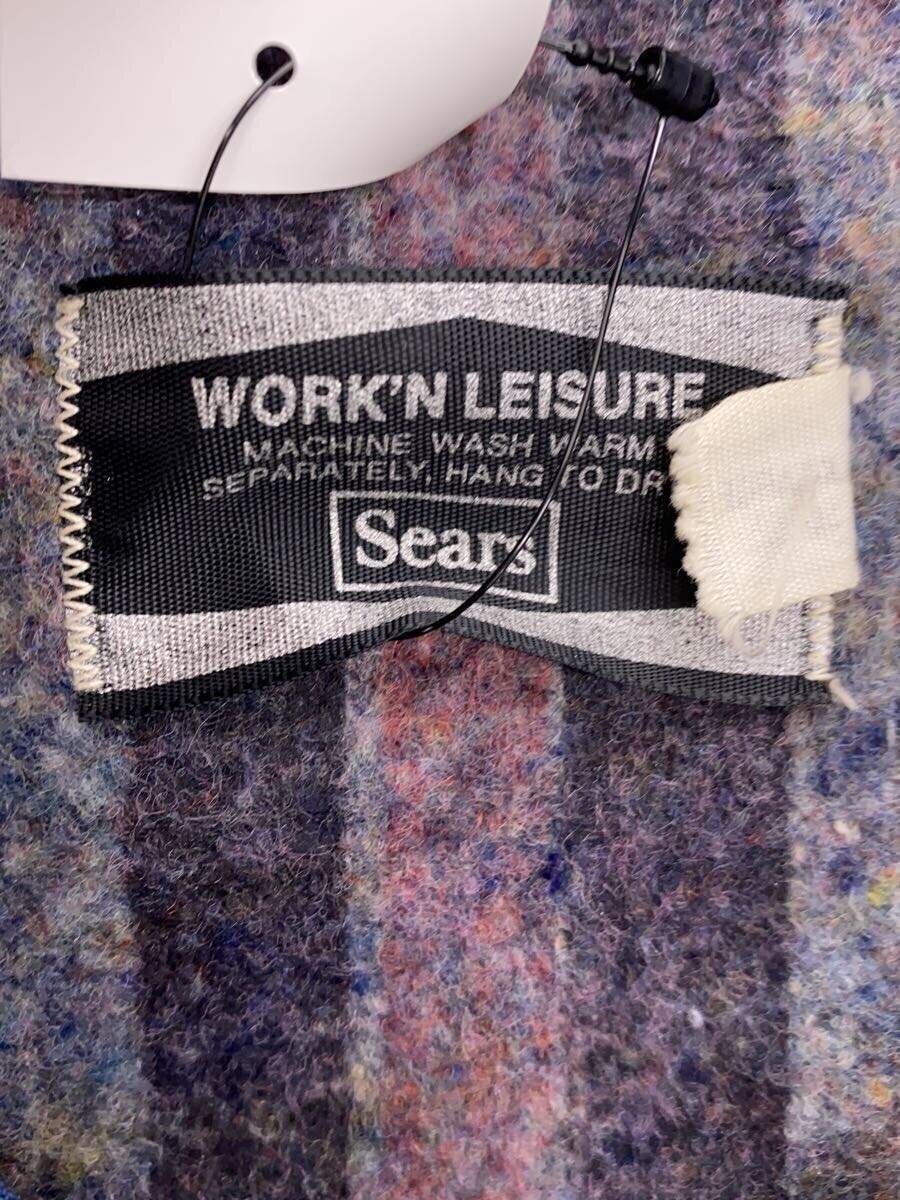 WORK'N LEISURE
MACHINE WASH WARM
SEPARATELY, HANG TO DR
Sears